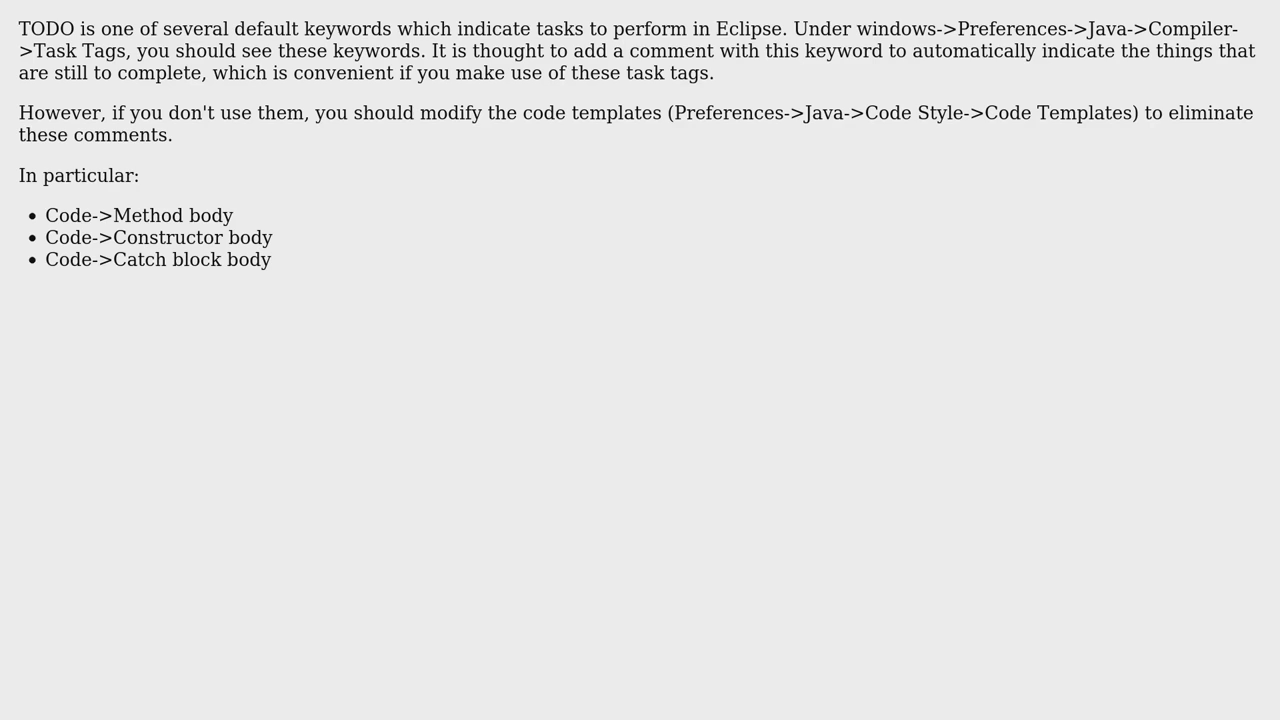 TODO is one of several default keywords which indicate tasks to perform in Eclipse. Under windows->Preferences->Java->Compiler-
>Task Tags, you should see these keywords. It is thought to add a comment with this keyword to automatically indicate the things that
are still to complete, which is convenient if you make use of these task tags.
However, if you don't use them, you should modify the code templates (Preferences->Java->Code Style->Code Templates) to eliminate
these comments.
In particular:
• Code->Method body
• Code->Constructor body
• Code->Catch block body